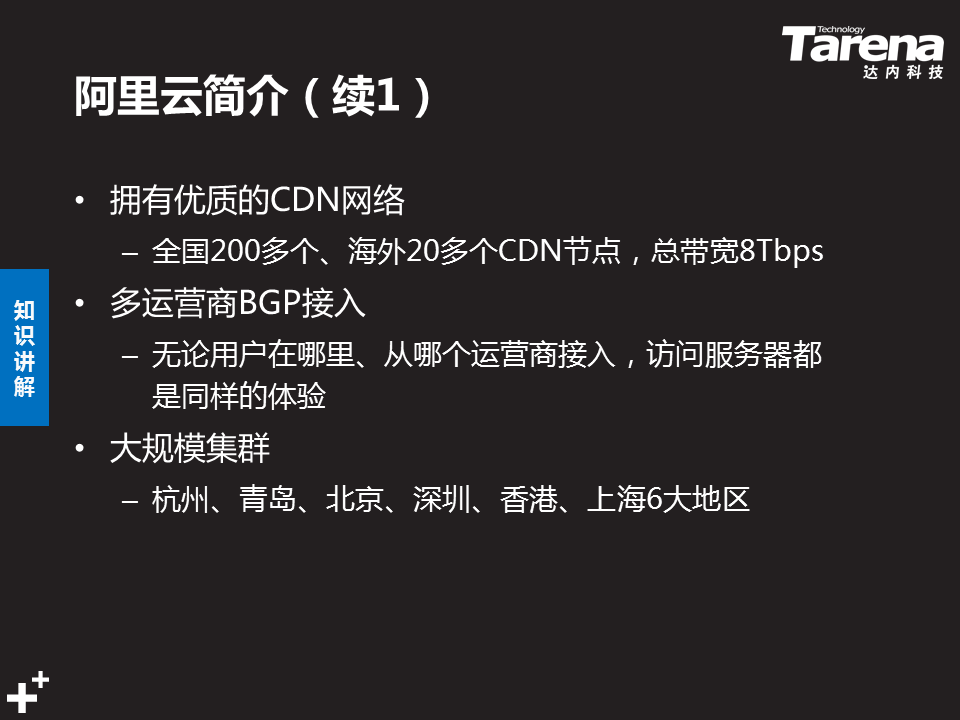 Technology
Tarena
达内科技
阿里云简介（续1）
• 拥有优质的CDN网络
– 全国200多个、海外20多个CDN节点，总带宽8Tbps
• 多运营商BGP接入
– 无论用户在哪里、从哪个运营商接入，访问服务器都
是同样的体验
• 大规模集群
– 杭州、青岛、北京、深圳、香港、上海6大地区
知
识
讲
解